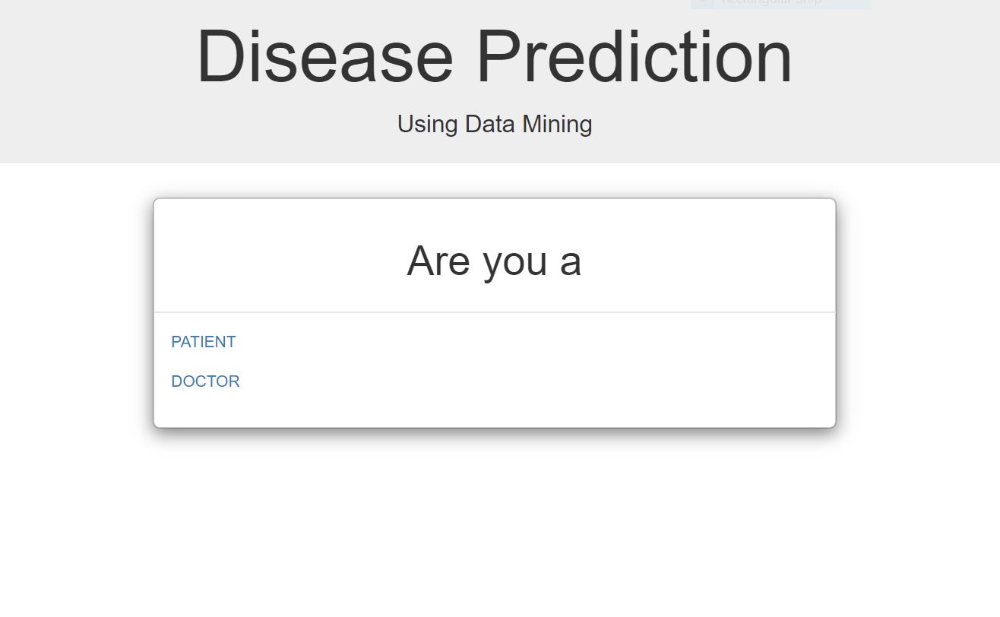 Disease Prediction
Using Data Mining
Are you a
PATIENT
DOCTOR